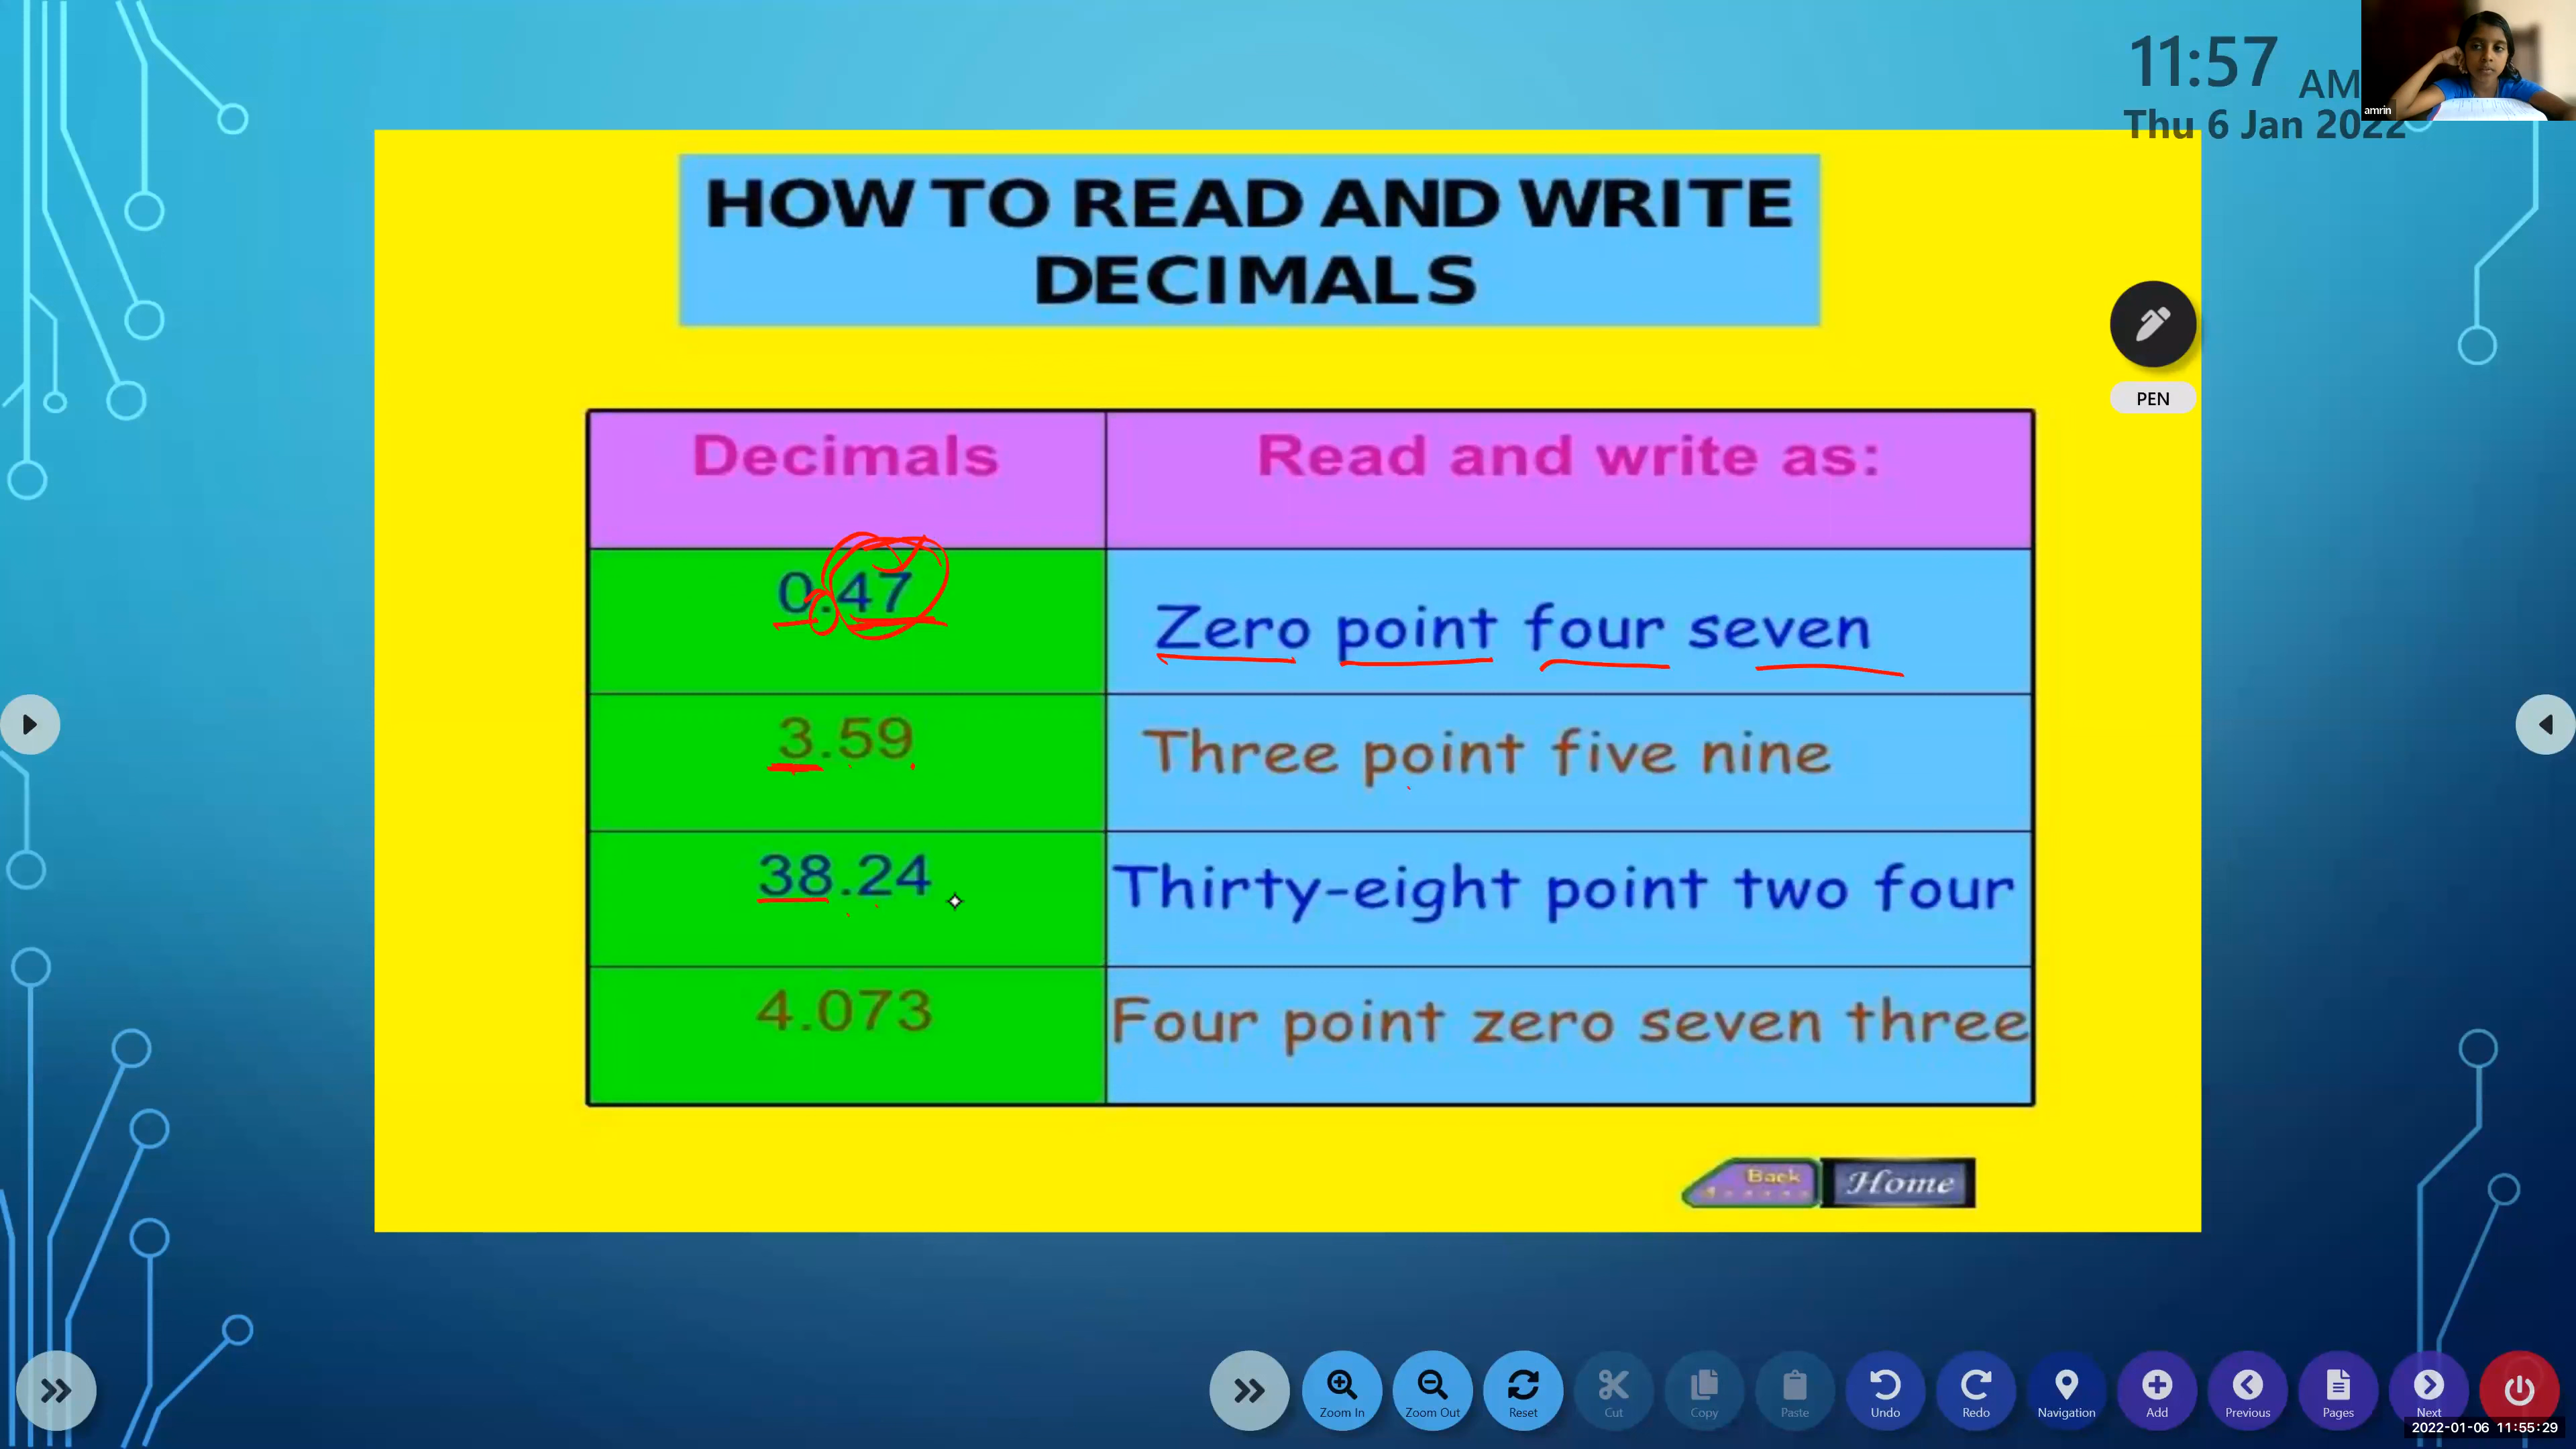 11:57 AM
Thu 6 Jan 2022
amrin
HOW TO READ AND WRITE
DECIMALS
PEN
Decimals
Read and write as:
0.47
Zero point four seven
3.59
Three point five nine
38.24
Thirty-eight point two four
4.073
Four point zero seven three
Back
Home
Zoom In
Zoom Out
Reset
Cut
Copy
Paste
Undo
Redo
Navigation
Add
Previous
Pages
Next
2022-01-06 11:55:29